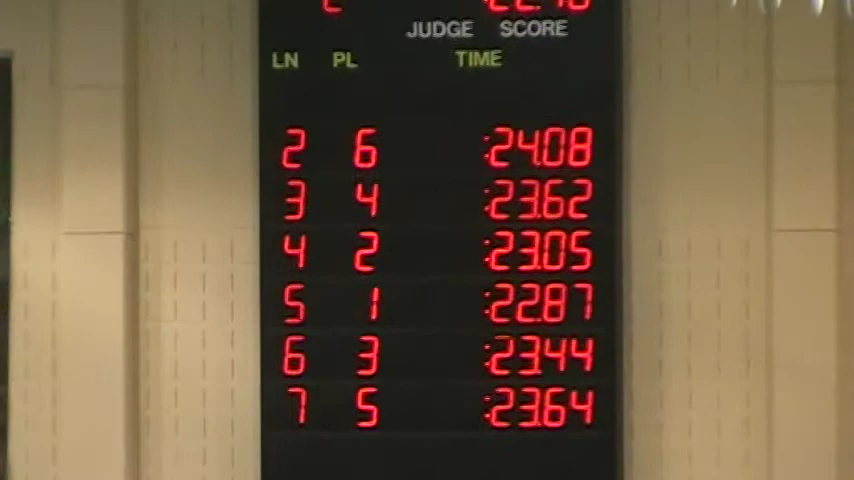 JUDGE SCORE
LN PL TIME
2 6 :24.08
3 4 :23.62
4 2 :23.05
5 1 :22.87
6 3 :23.44
7 5 :23.64